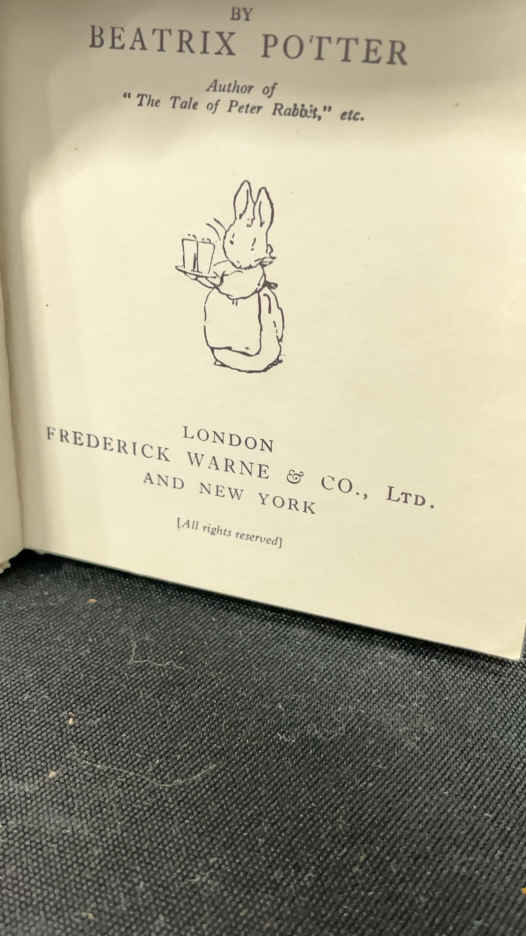 BY
BEATRIX POTTER
Author of
“ The Tale of Peter Rabbit,” etc.
LONDON
FREDERICK WARNE & CO., LTD.
AND NEW YORK
[All rights reserved]